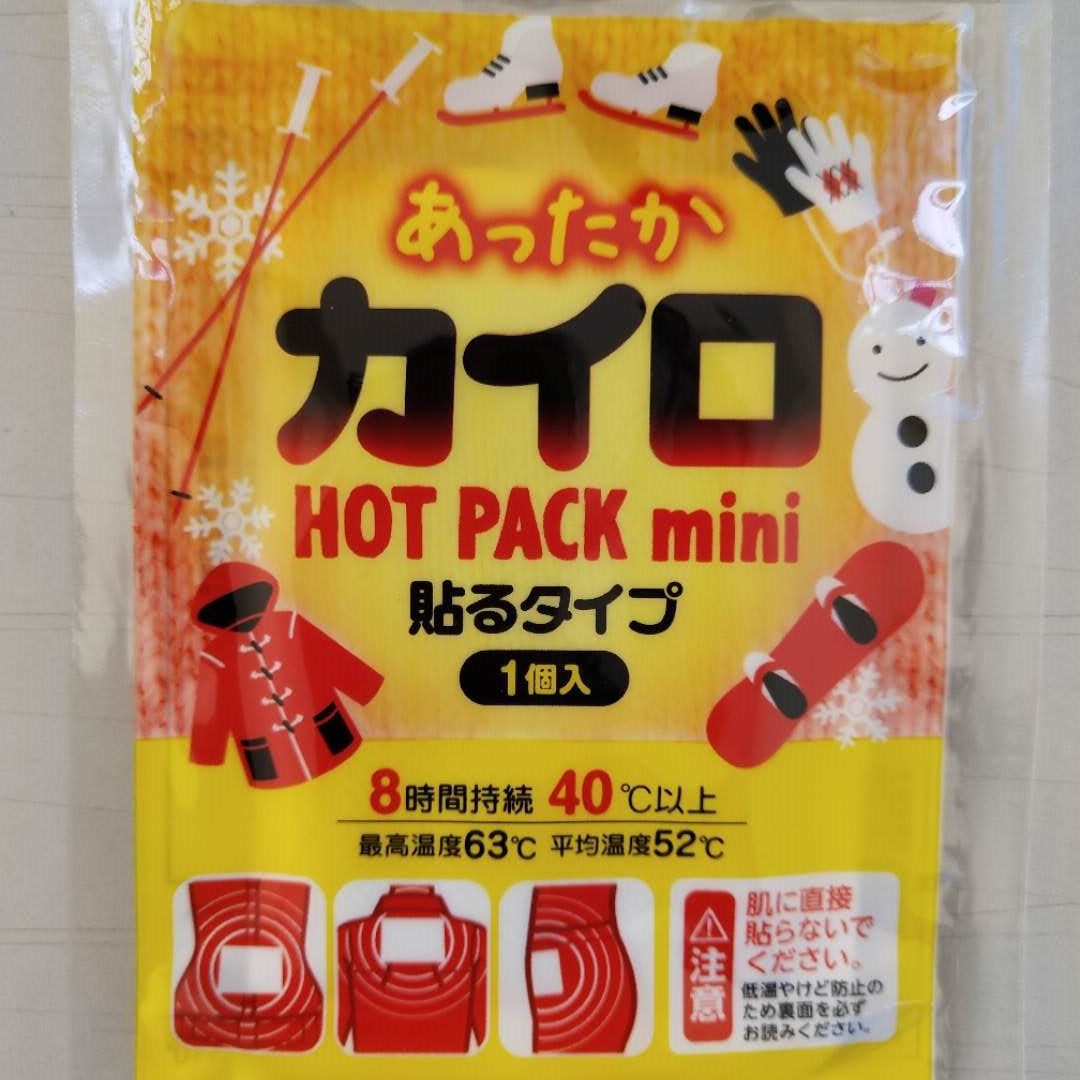 あったか
カイロ
HOT PACK mini
貼るタイプ
1個入
8時間持続 40℃以上
最高温度63℃ 平均温度52℃
注意
肌に直接
貼らないで
ください。
低温やけど防止の
ため裏面を必ず
お読みください。